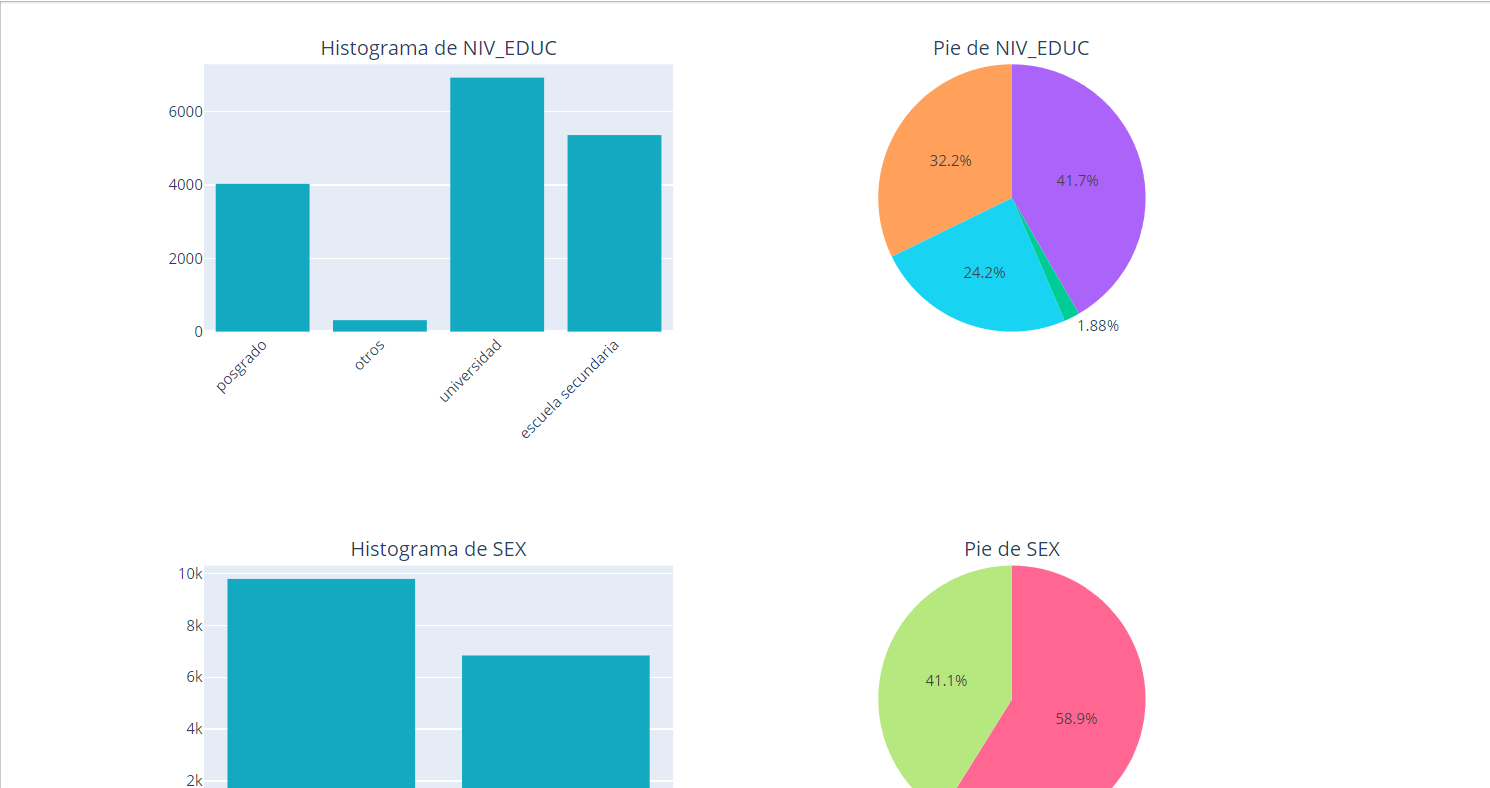 Histograma de NIV_EDUC
6000
4000
2000
0
posgrado
otros
universidad
escuela secundaria
Pie de NIV_EDUC
32.2%
41.7%
24.2%
1.88%
Histograma de SEX
10k
8k
6k
4k
2k
Pie de SEX
41.1%
58.9%